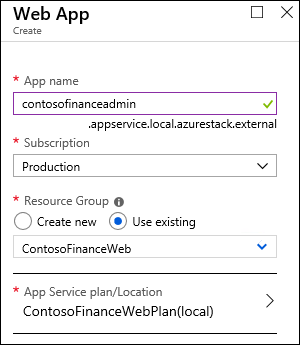 Web App
Create
* App name
contosofinanceadmin
.appservice.local.azurestack.external
* Subscription
Production
* Resource Group
Create new
Use existing
ContosoFinanceWeb
* App Service plan/Location
ContosoFinanceWebPlan(local)